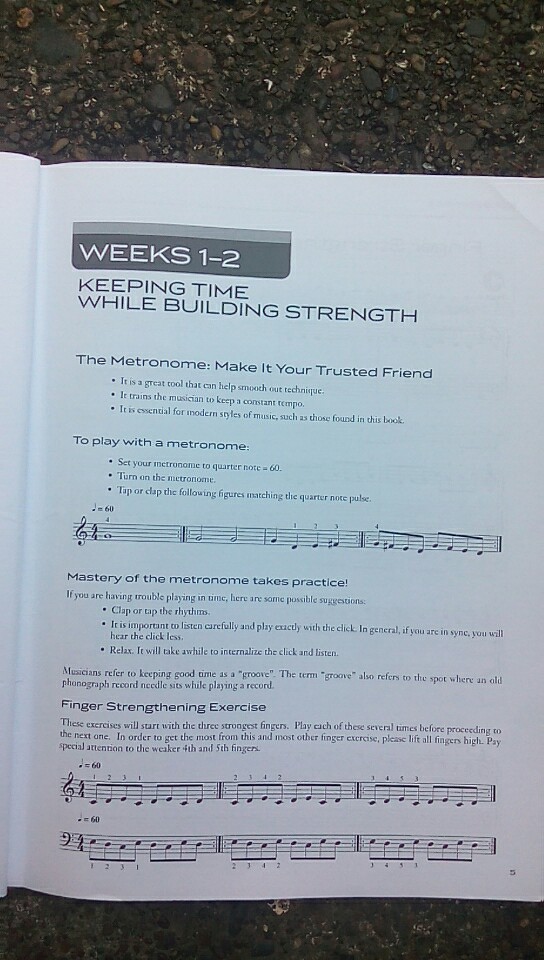 WEEKS 1–2
KEEPING TIME
WHILE BUILDING STRENGTH
The Metronome: Make It Your Trusted Friend
• It is a great tool that can help smooth out technique.
• It trains the musician to keep a constant tempo.
• It is essential for modern styles of music, such as those found in this book.
To play with a metronome:
• Set your metronome to quarter note = 60.
• Turn on the metronome.
• Tap or clap the following figures matching the quarter note pulse.
♩ = 60
4 1 2 3 4
Mastery of the metronome takes practice!
If you are having trouble playing in time, here are some possible suggestions:
• Clap or tap the rhythms.
• It is important to listen carefully and play exactly with the click. In general, if you are in sync, you will
hear the click less.
• Relax. It will take awhile to internalize the click and listen.
Musicians refer to keeping good time as a "groove". The term "groove" also refers to the spot where an old
phonograph record needle sits while playing a record.
Finger Strengthening Exercise
These exercises will start with the three strongest fingers. Play each of these several times before proceeding to
the next one. In order to get the most from this and most other finger exercise, please lift all fingers high. Pay
special attention to the weaker 4th and 5th fingers.
♩ = 60
1 2 3 1 2 3 4 2 3 4 5 3
♩ = 60
1 2 3 1 2 3 4 2 3 4 5 3
5